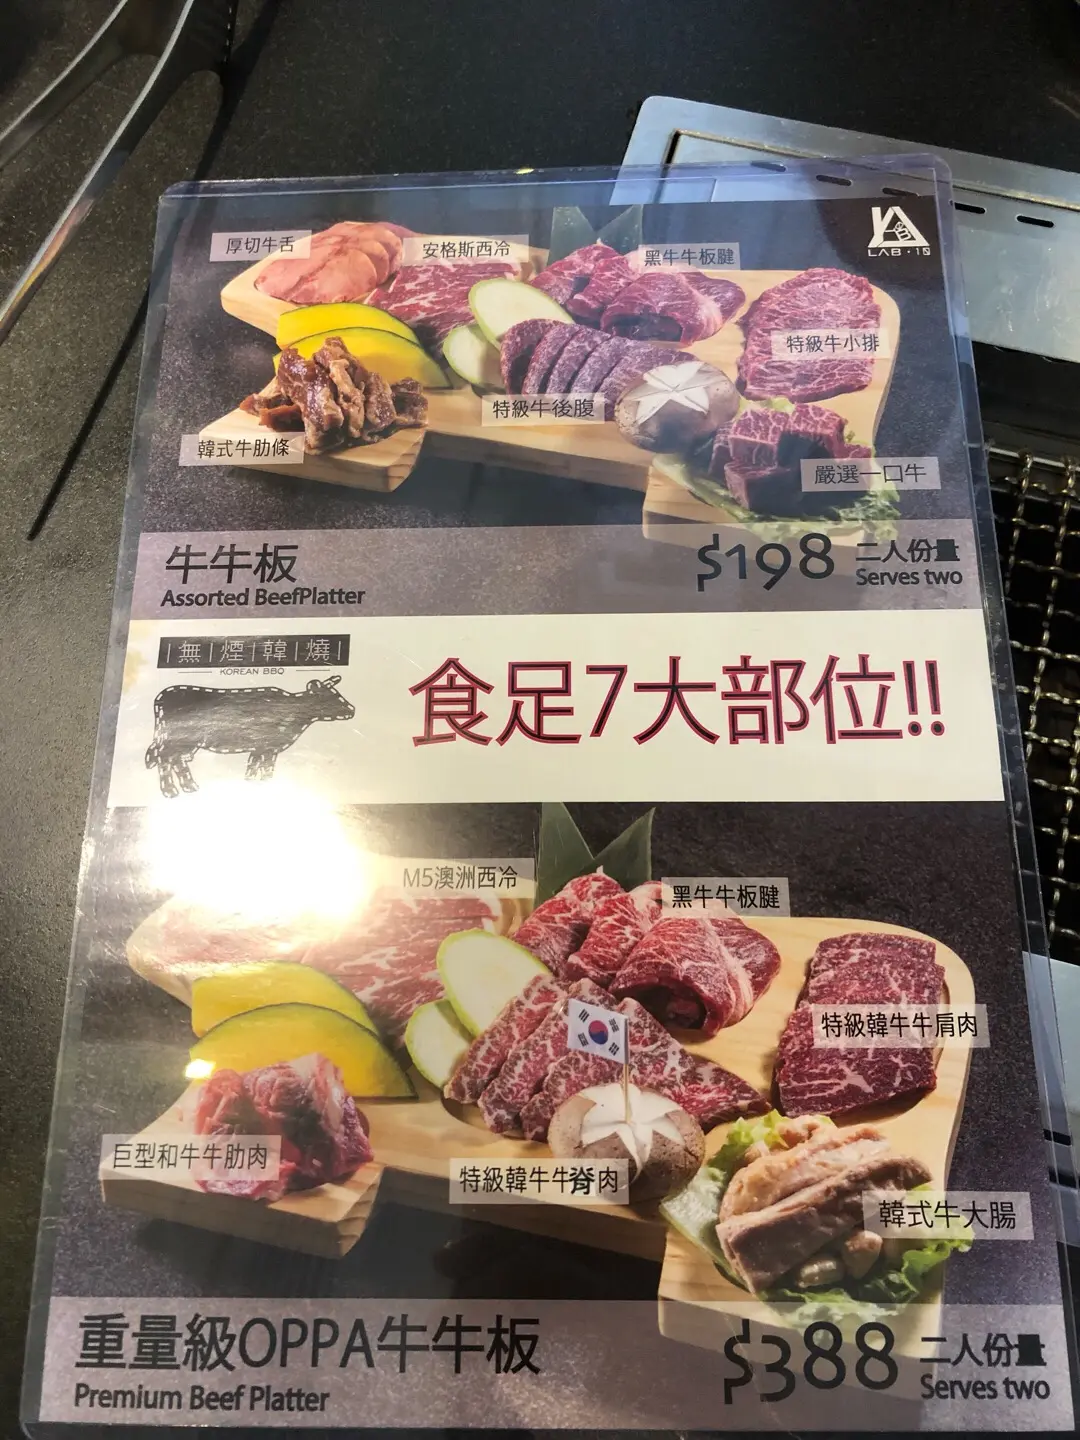 厚切牛舌
安格斯西冷
黑牛牛板腱
LAB·10
特級牛小排
特級牛後腹
韓式牛肋條
嚴選一口牛
牛牛板
Assorted BeefPlatter
$198
二人份量
Serves two
無煙韓燒
KOREAN BBQ
食足7大部位!!
M5澳洲西冷
黑牛牛板腱
特級韓牛牛肩肉
巨型和牛牛肋肉
特級韓牛牛脊肉
韓式牛大腸
重量級OPPA牛牛板
Premium Beef Platter
$388
二人份量
Serves two